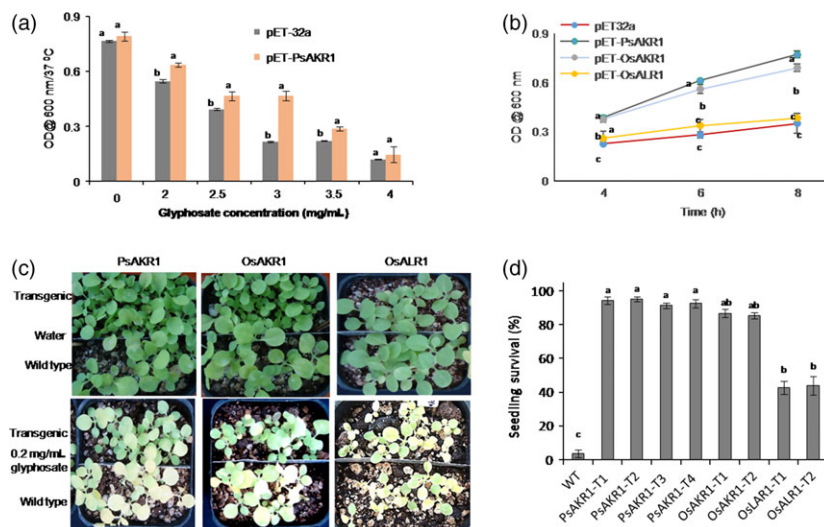 (a)
0.9
0.6
0.3
0
OD@ 600 nm/37 ºC
pET-32a
pET-PsAKR1
a a
b a
b a
b a
b a
a a
0 2 2.5 3 3.5 4
Glyphosate concentration (mg/mL)
(b)
0.9
0.6
0.3
0
OD @ 600 nm
pET32a
pET-PsAKR1
pET-OsAKR1
pET-OsALR1
a
a
a
b
b
c
c
b a
c
c
c
4 6 8
Time (h)
(c)
PsAKR1 OsAKR1 OsALR1
Transgenic
Water
Wild type
Transgenic
0.2 mg/mL
glyphosate
Wild type
(d)
100
80
60
40
20
0
Seedling survival (%)
c a a a a ab ab b b
WT PsAKR1-T1 PsAKR1-T2 PsAKR1-T3 PsAKR1-T4 OsAKR1-T1 OsAKR1-T2 OsLAR1-T1 OsALR1-T2